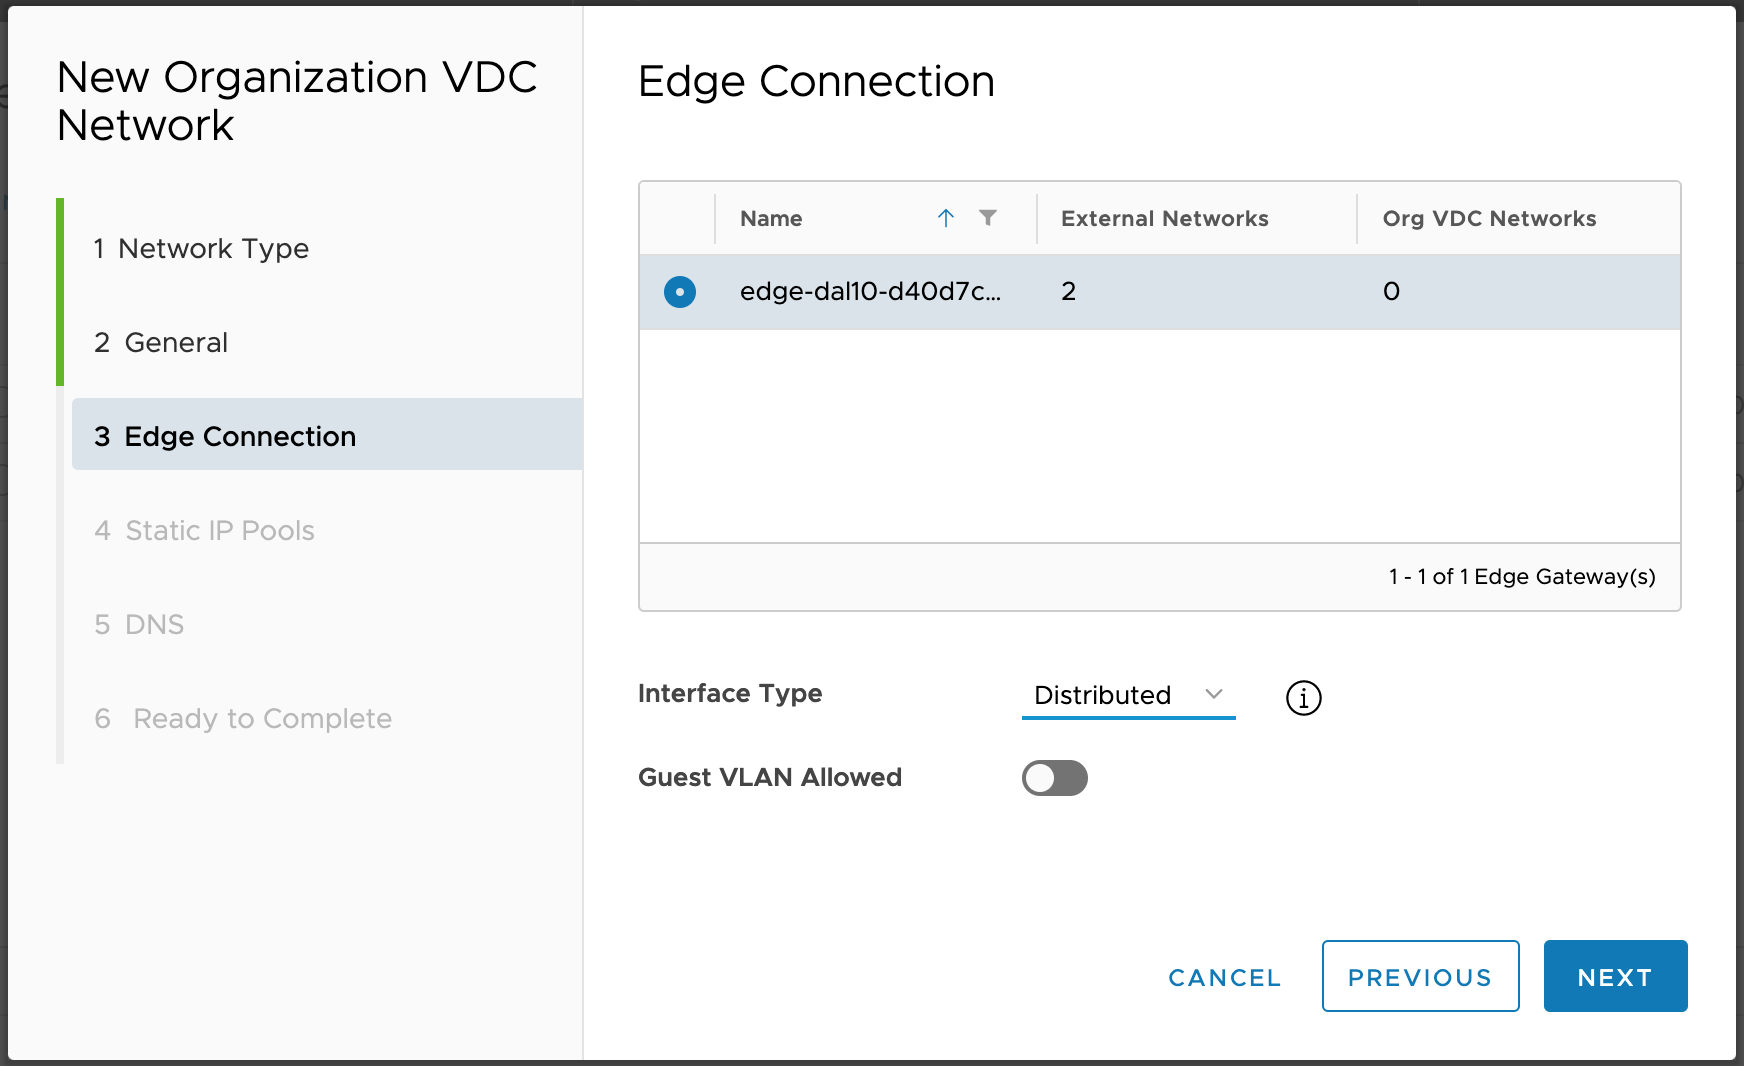 New Organization VDC
Network
1 Network Type
2 General
3 Edge Connection
4 Static IP Pools
5 DNS
6 Ready to Complete
Edge Connection
Name External Networks Org VDC Networks
edge-dal10-d40d7c... 2 0
1 - 1 of 1 Edge Gateway(s)
Interface Type Distributed
Guest VLAN Allowed
CANCEL PREVIOUS NEXT